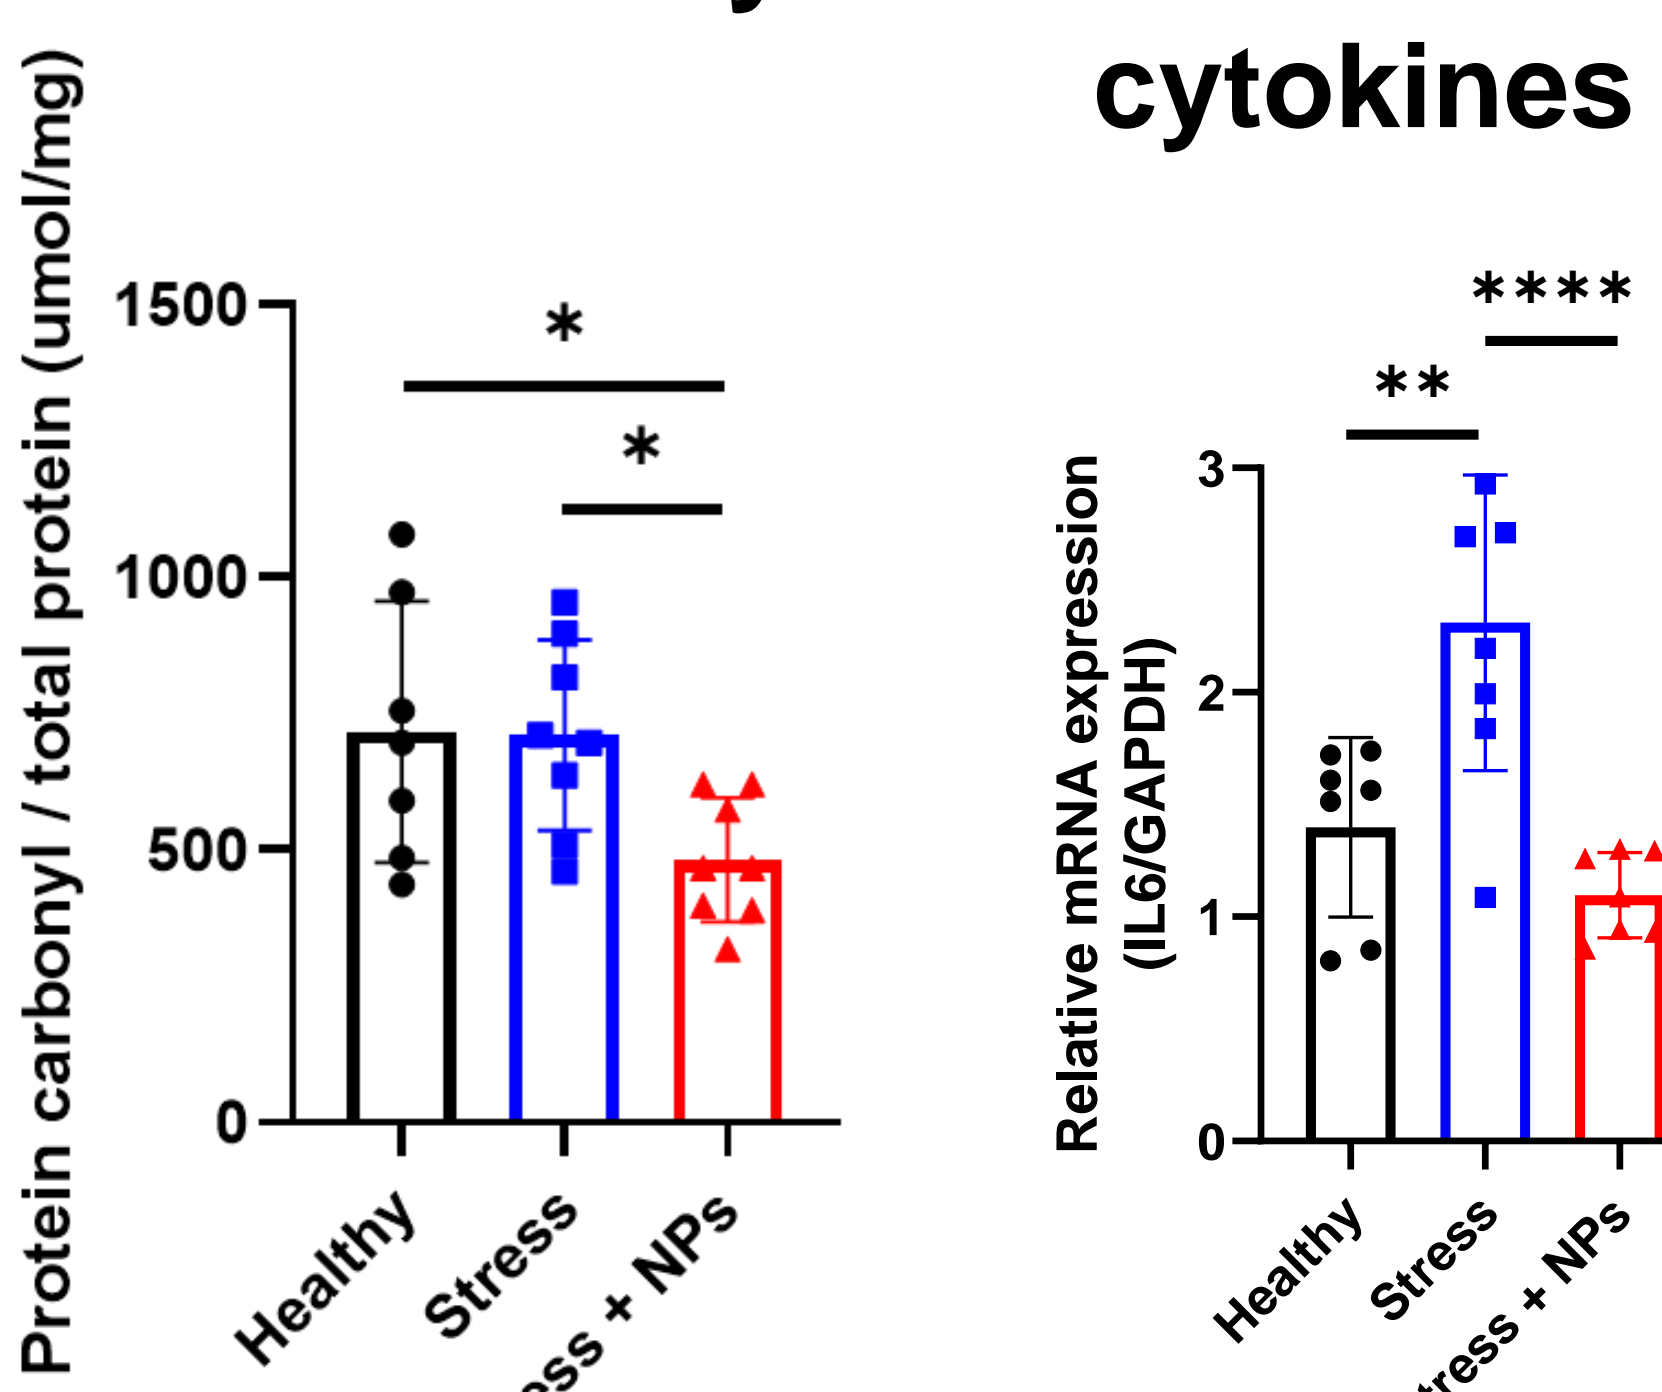 cytokines
Protein carbonyl / total protein (umol/mg)
1500
1000
500
0
*
*
Healthy
Stress
+ NPs
Relative mRNA expression
(IL6/GAPDH)
3
2
1
0
**
****
Healthy
Stress
+ NPs